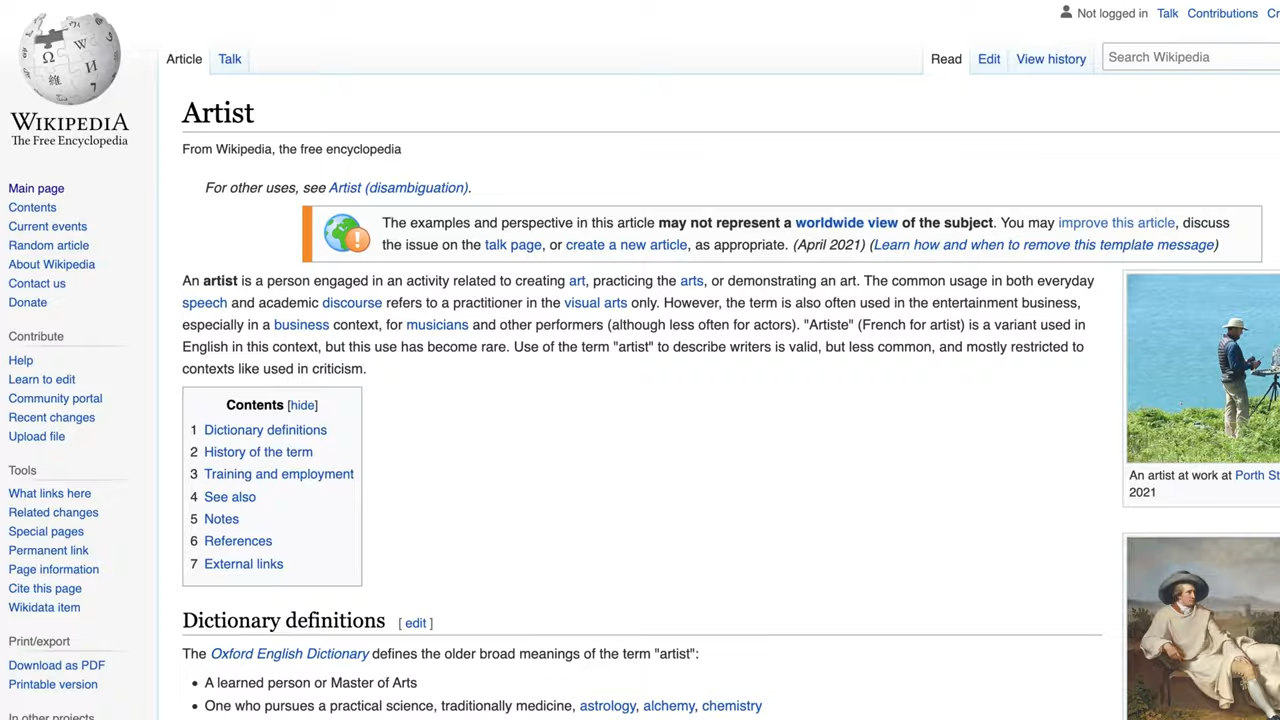 Not logged in Talk Contributions Cr
Article Talk Read Edit View history Search Wikipedia
WIKIPEDIA
The Free Encyclopedia
Main page
Contents
Current events
Random article
About Wikipedia
Contact us
Donate
Contribute
Help
Learn to edit
Community portal
Recent changes
Upload file
Tools
What links here
Related changes
Special pages
Permanent link
Page information
Cite this page
Wikidata item
Print/export
Download as PDF
Printable version
In other projects
Artist
From Wikipedia, the free encyclopedia
For other uses, see Artist (disambiguation).
The examples and perspective in this article may not represent a worldwide view of the subject. You may improve this article, discuss
the issue on the talk page, or create a new article, as appropriate. (April 2021) (Learn how and when to remove this template message)
An artist is a person engaged in an activity related to creating art, practicing the arts, or demonstrating an art. The common usage in both everyday
speech and academic discourse refers to a practitioner in the visual arts only. However, the term is also often used in the entertainment business,
especially in a business context, for musicians and other performers (although less often for actors). "Artiste" (French for artist) is a variant used in
English in this context, but this use has become rare. Use of the term "artist" to describe writers is valid, but less common, and mostly restricted to
contexts like used in criticism.
Contents [hide]
1 Dictionary definitions
2 History of the term
3 Training and employment
4 See also
5 Notes
6 References
7 External links
An artist at work at Porth St
2021
Dictionary definitions [ edit ]
The Oxford English Dictionary defines the older broad meanings of the term "artist":
• A learned person or Master of Arts
• One who pursues a practical science, traditionally medicine, astrology, alchemy, chemistry